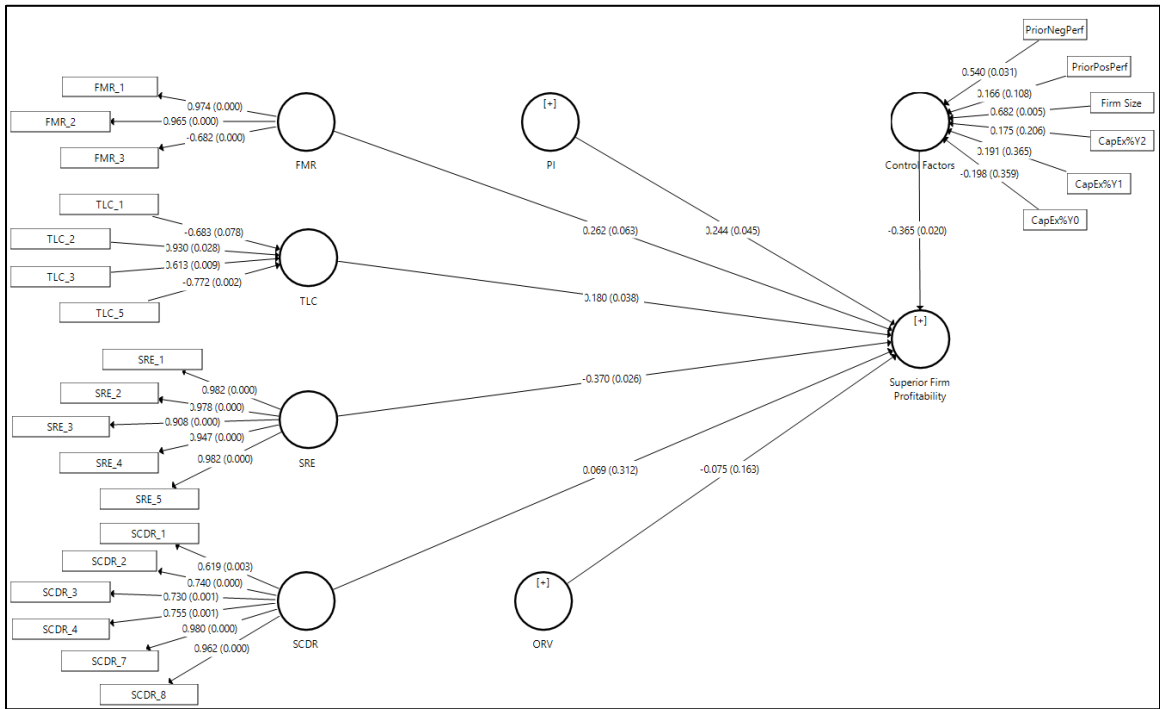 PriorNegPerf
PriorPosPerf
Firm Size
CapEx%Y2
CapEx%Y1
CapEx%Y0
0.540 (0.031)
0.166 (0.108)
0.682 (0.005)
0.175 (0.206)
0.191 (0.365)
-0.198 (0.359)
Control Factors
-0.365 (0.020)
FMR_1
FMR_2
FMR_3
0.974 (0.000)
0.965 (0.000)
-0.682 (0.000)
FMR
0.262 (0.063)
[+]
PI
0.244 (0.045)
TLC_1
TLC_2
TLC_3
TLC_5
-0.683 (0.078)
0.930 (0.028)
0.613 (0.009)
-0.772 (0.002)
TLC
0.180 (0.038)
[+]
Superior Firm
Profitability
SRE_1
SRE_2
SRE_3
SRE_4
SRE_5
0.982 (0.000)
0.978 (0.000)
0.908 (0.000)
0.947 (0.000)
0.982 (0.000)
SRE
-0.370 (0.026)
SCDR_1
SCDR_2
SCDR_3
SCDR_4
SCDR_7
SCDR_8
0.619 (0.003)
0.740 (0.000)
0.730 (0.001)
0.755 (0.001)
0.980 (0.000)
0.962 (0.000)
SCDR
0.069 (0.312)
[+]
ORV
-0.075 (0.163)